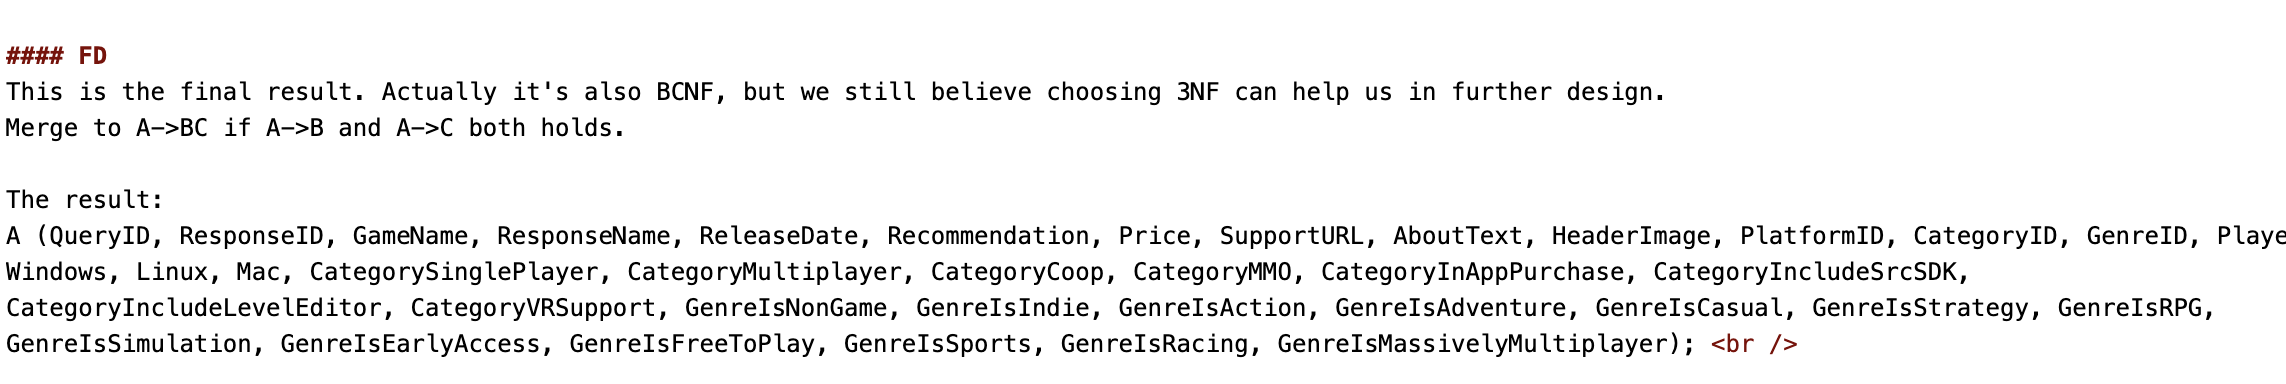 #### FD
This is the final result. Actually it's also BCNF, but we still believe choosing 3NF can help us in further design.
Merge to A->BC if A->B and A->C both holds.
The result:
A (QueryID, ResponseID, GameName, ResponseName, ReleaseDate, Recommendation, Price, SupportURL, AboutText, HeaderImage, PlatformID, CategoryID, GenreID, Playe
Windows, Linux, Mac, CategorySinglePlayer, CategoryMultiplayer, CategoryCoop, CategoryMMO, CategoryInAppPurchase, CategoryIncludeSrcSDK,
CategoryIncludeLevelEditor, CategoryVRSupport, GenreIsNonGame, GenreIsIndie, GenreIsAction, GenreIsAdventure, GenreIsCasual, GenreIsStrategy, GenreIsRPG,
GenreIsSimulation, GenreIsEarlyAccess, GenreIsFreeToPlay, GenreIsSports, GenreIsRacing, GenreIsMassivelyMultiplayer); <br />